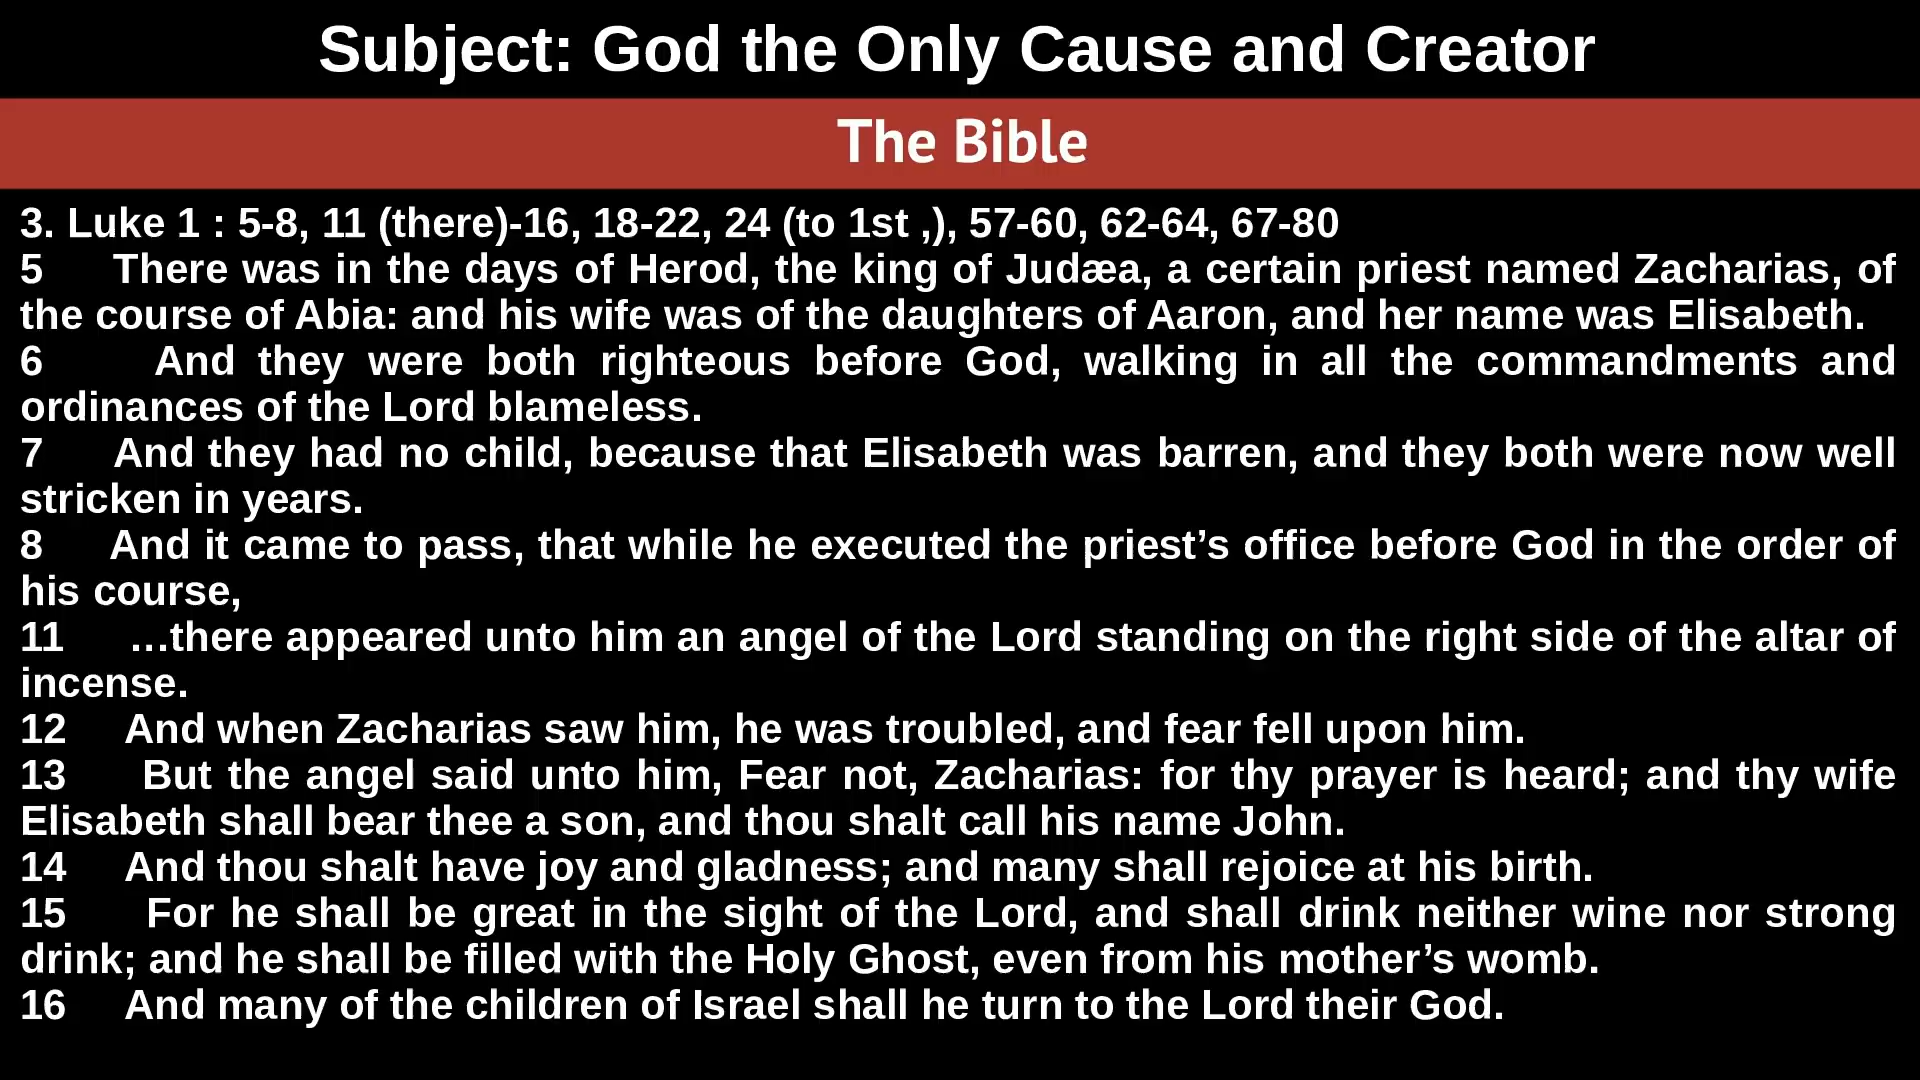 Subject: God the Only Cause and Creator
The Bible
3. Luke 1 : 5-8, 11 (there)-16, 18-22, 24 (to 1st ,), 57-60, 62-64, 67-80
5 There was in the days of Herod, the king of Judæa, a certain priest named Zacharias, of
the course of Abia: and his wife was of the daughters of Aaron, and her name was Elisabeth.
6 And they were both righteous before God, walking in all the commandments and
ordinances of the Lord blameless.
7 And they had no child, because that Elisabeth was barren, and they both were now well
stricken in years.
8 And it came to pass, that while he executed the priest’s office before God in the order of
his course,
11 …there appeared unto him an angel of the Lord standing on the right side of the altar of
incense.
12 And when Zacharias saw him, he was troubled, and fear fell upon him.
13 But the angel said unto him, Fear not, Zacharias: for thy prayer is heard; and thy wife
Elisabeth shall bear thee a son, and thou shalt call his name John.
14 And thou shalt have joy and gladness; and many shall rejoice at his birth.
15 For he shall be great in the sight of the Lord, and shall drink neither wine nor strong
drink; and he shall be filled with the Holy Ghost, even from his mother’s womb.
16 And many of the children of Israel shall he turn to the Lord their God.